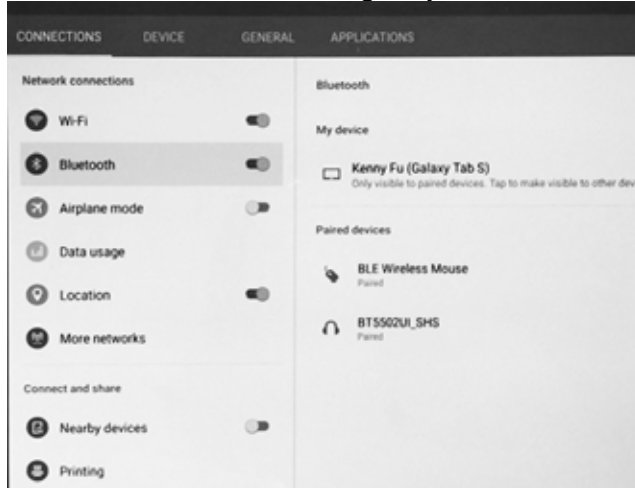 CONNECTIONS DEVICE GENERAL APPLICATIONS
Network connections
Wi-Fi
Bluetooth
Airplane mode
Data usage
Location
More networks
Connect and share
Nearby devices
Printing
Bluetooth
My device
Kenny Fu (Galaxy Tab S)
Only visible to paired devices. Tap to make visible to other
Paired devices
BLE Wireless Mouse
Paired
BT5502UI_SHS
Paired